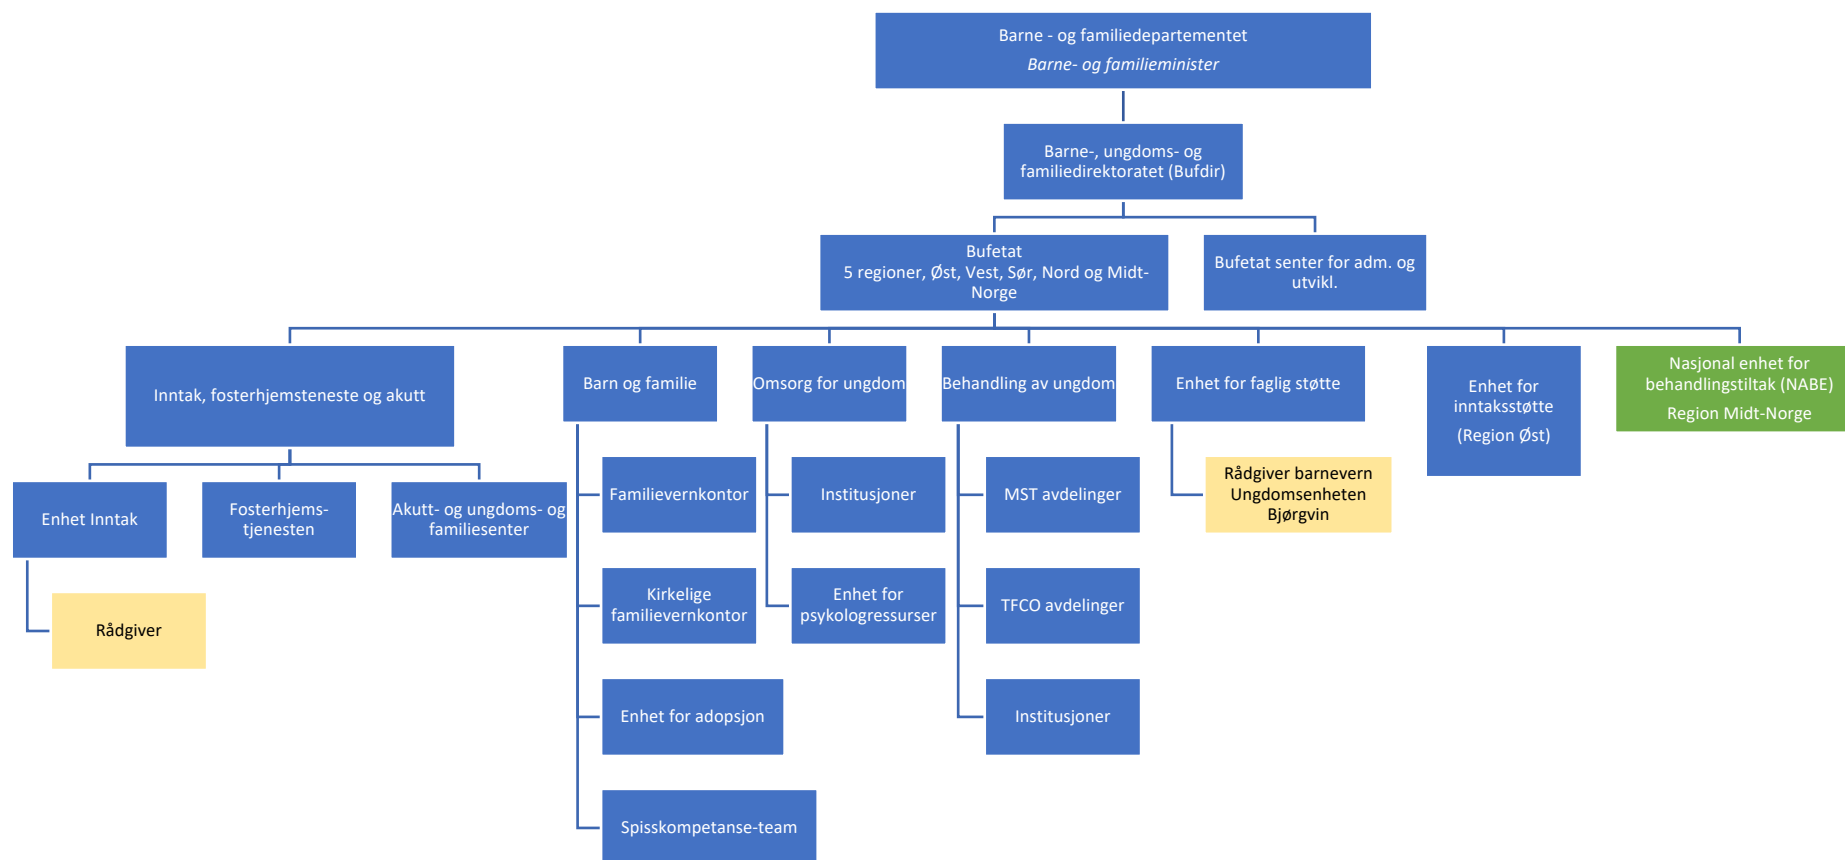 Barne - og familiedepartementet
Barne- og familieminister
Barne-, ungdoms- og
familiedirektoratet (Bufdir)
Bufetat
5 regioner, Øst, Vest, Sør, Nord og Midt-
Norge
Bufetat senter for adm. og
utvikl.
Inntak, fosterhjemsteneste og akutt
Barn og familie
Omsorg for ungdom
Behandling av ungdom
Enhet for faglig støtte
Enhet for
inntaksstøtte
(Region Øst)
Nasjonal enhet for
behandlingstiltak (NABE)
Region Midt-Norge
Enhet Inntak
Fosterhjems-
tjenesten
Akutt- og ungdoms- og
familiesenter
Rådgiver
Familievernkontor
Kirkelige
familievernkontor
Enhet for adopsjon
Spisskompetanse-team
Institusjoner
Enhet for
psykologressurser
MST avdelinger
TFCO avdelinger
Institusjoner
Rådgiver barnevern
Ungdomsenheten
Bjørgvin